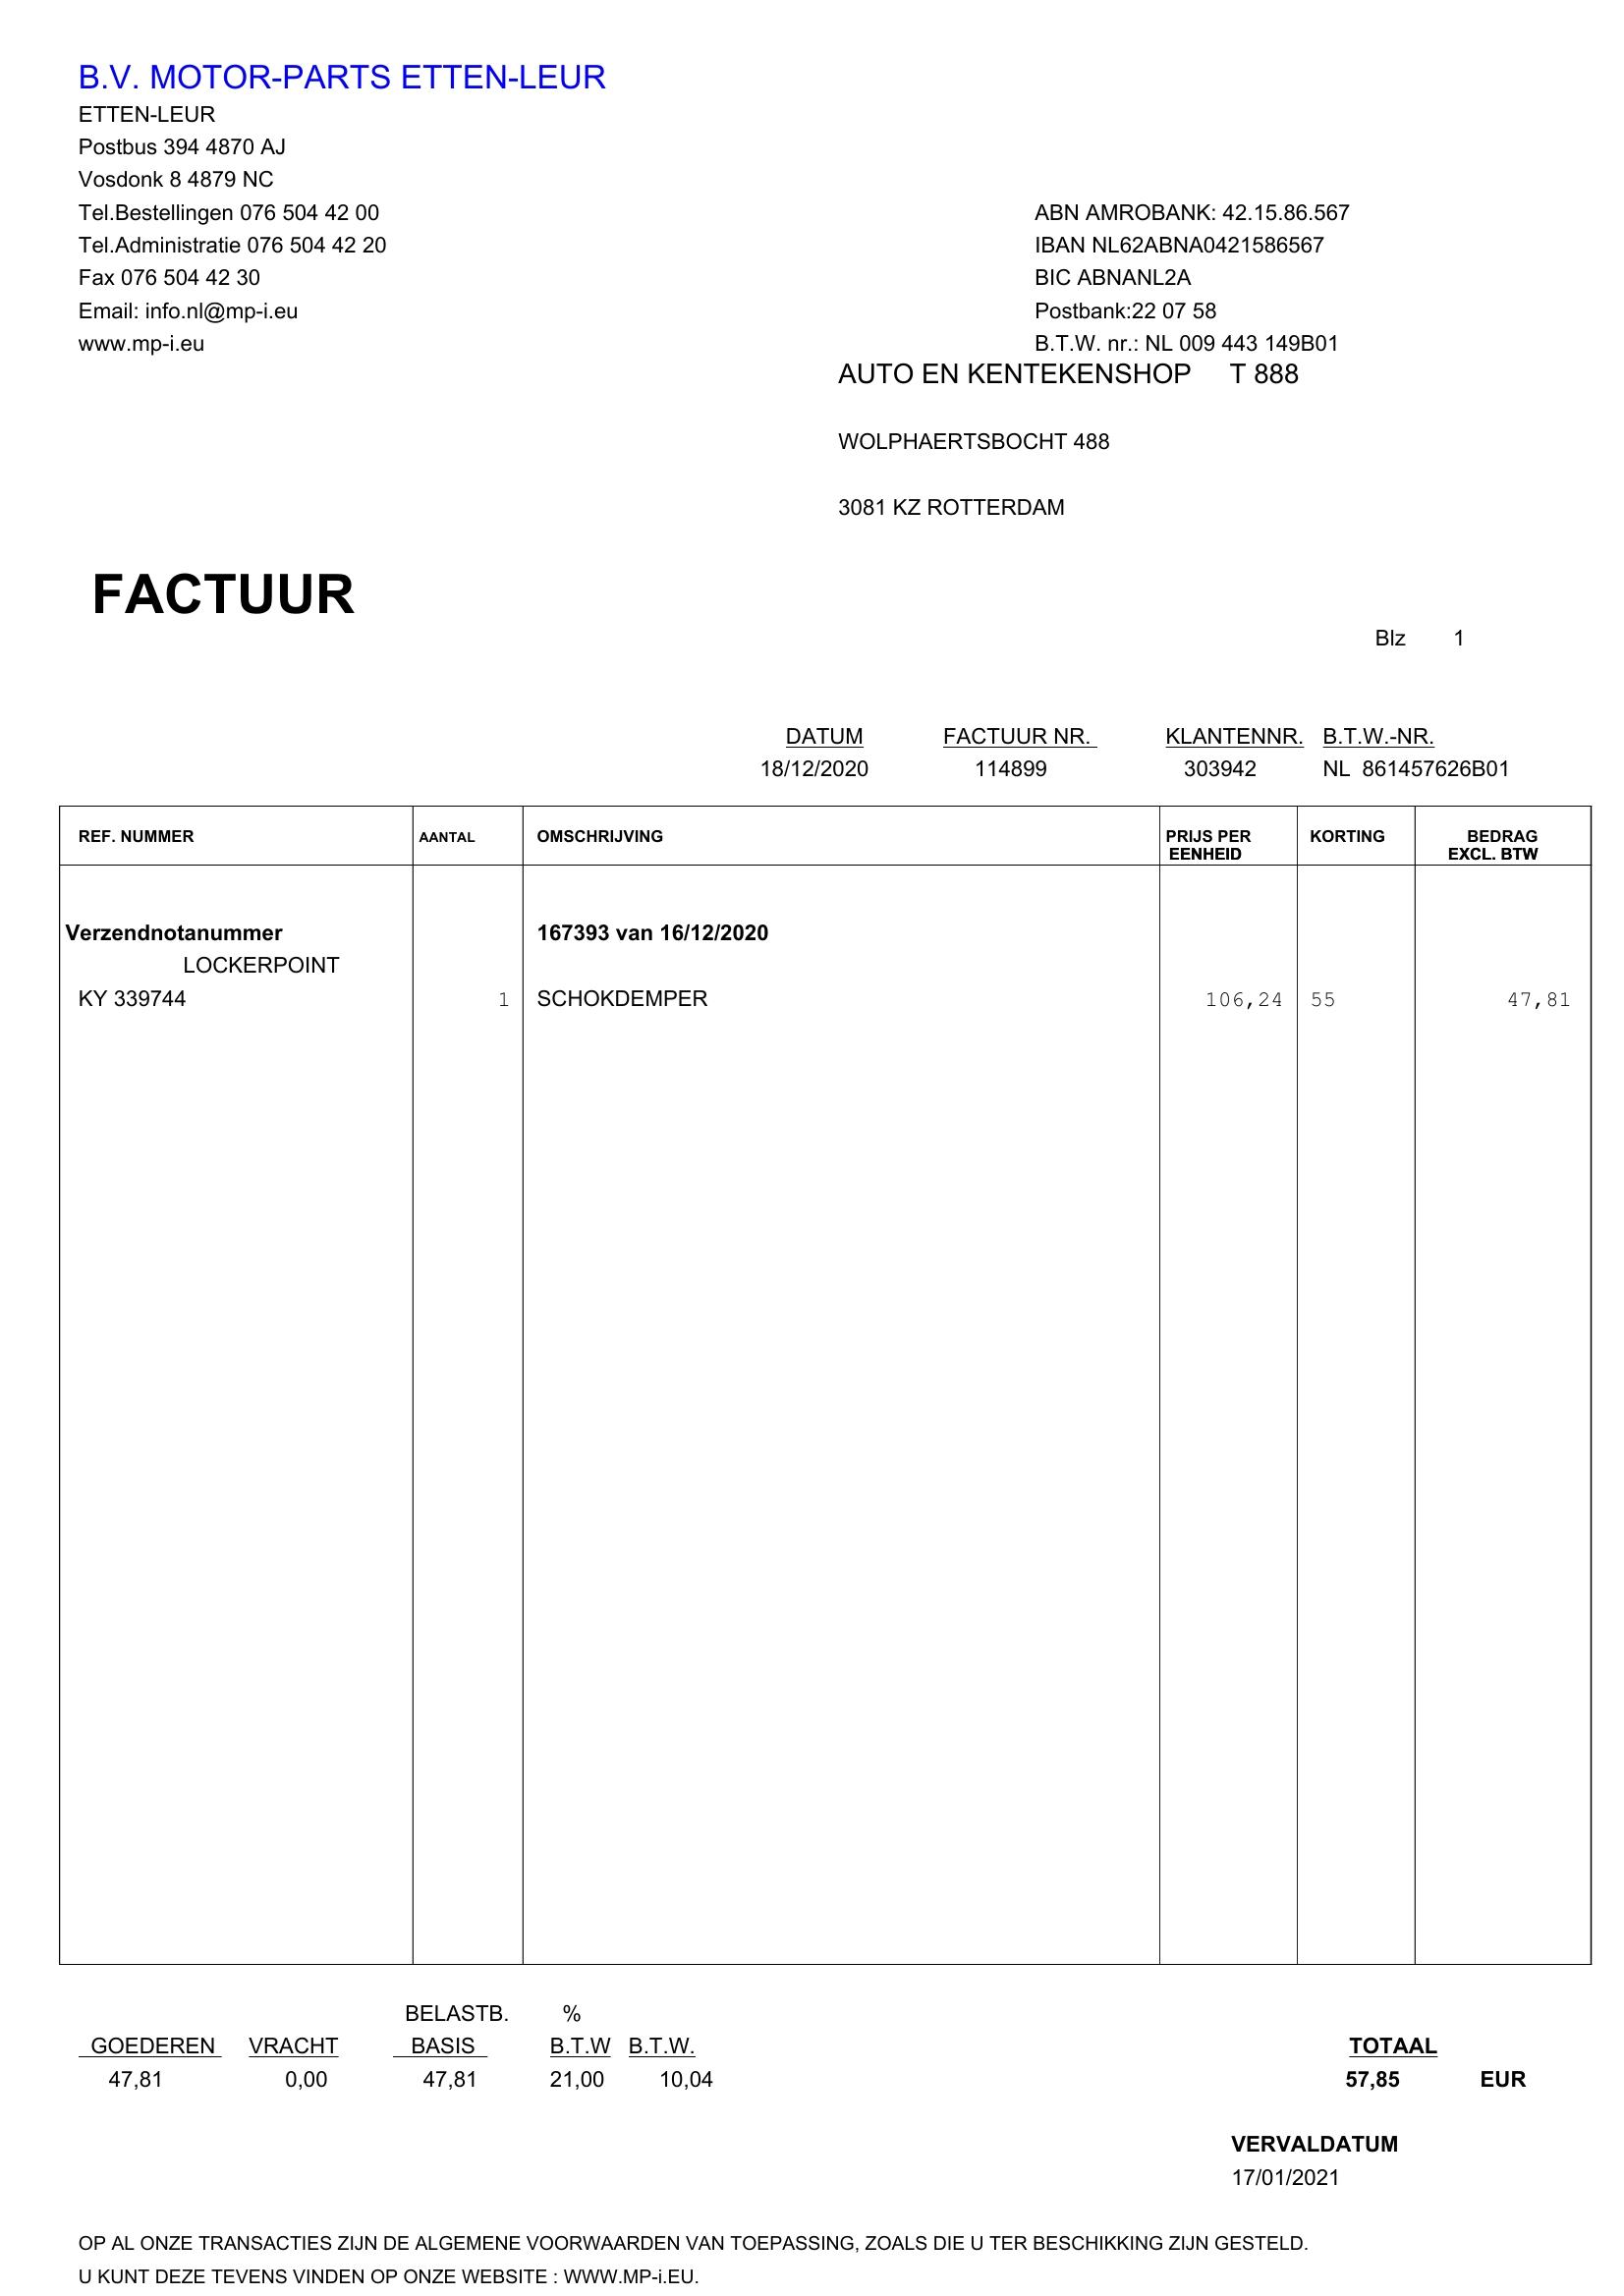 B.V. MOTOR-PARTS ETTEN-LEUR
ETTEN-LEUR
Postbus 394 4870 AJ
Vosdonk 8 4879 NC
Tel.Bestellingen 076 504 42 00
Tel.Administratie 076 504 42 20
Fax 076 504 42 30
Email: info.nl@mp-i.eu
www.mp-i.eu
ABN AMROBANK: 42.15.86.567
IBAN NL62ABNA0421586567
BIC ABNANL2A
Postbank:22 07 58
B.T.W. nr.: NL 009 443 149B01
AUTO EN KENTEKENSHOP T 888
WOLPHAERTSBOCHT 488
3081 KZ ROTTERDAM
FACTUUR
Blz 1
DATUM FACTUUR NR. KLANTENNR. B.T.W.-NR.
18/12/2020 114899 303942 NL 861457626B01
REF. NUMMER AANTAL OMSCHRIJVING PRIJS PER KORTING BEDRAG
EENHEID EXCL. BTW
Verzendnotanummer 167393 van 16/12/2020
LOCKERPOINT
KY 339744 1 SCHOKDEMPER 106,24 55 47,81
BELASTB. %
GOEDEREN VRACHT BASIS B.T.W B.T.W. TOTAAL
47,81 0,00 47,81 21,00 10,04 57,85 EUR
VERVALDATUM
17/01/2021
OP AL ONZE TRANSACTIES ZIJN DE ALGEMENE VOORWAARDEN VAN TOEPASSING, ZOALS DIE U TER BESCHIKKING ZIJN GESTELD.
U KUNT DEZE TEVENS VINDEN OP ONZE WEBSITE : WWW.MP-i.EU.